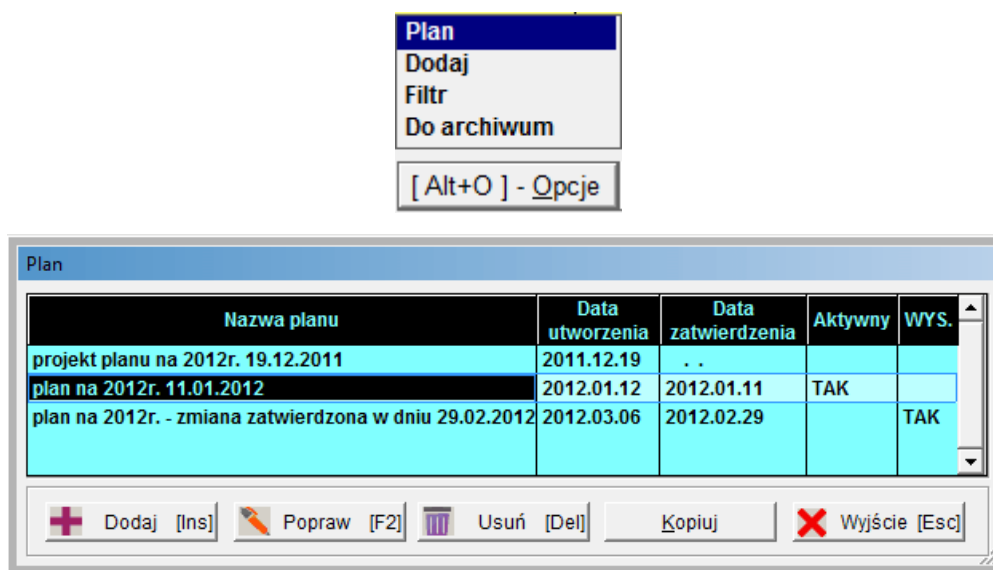 Plan
Dodaj
Filtr
Do archiwum
[ Alt+O ] - Opcje
Plan
Nazwa planu Data utworzenia Data zatwierdzenia Aktywny WYS.
projekt planu na 2012r. 19.12.2011 2011.12.19 . .
plan na 2012r. 11.01.2012 2012.01.12 2012.01.11 TAK
plan na 2012r. - zmiana zatwierdzona w dniu 29.02.2012 2012.03.06 2012.02.29 TAK
Dodaj [Ins] Popraw [F2] Usuń [Del] Kopiuj Wyjście [Esc]